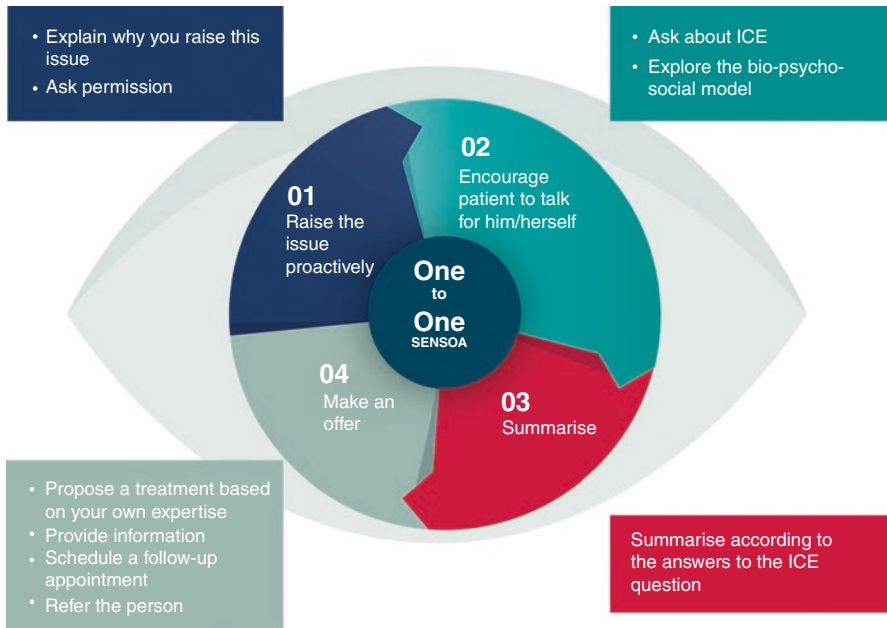 • Explain why you raise this
issue
• Ask permission
• Ask about ICE
• Explore the bio-psycho-
social model
01
Raise the
issue
proactively
02
Encourage
patient to talk
for him/herself
One
to
One
SENSOA
03
Summarise
04
Make an
offer
• Propose a treatment based
on your own expertise
• Provide information
• Schedule a follow-up
appointment
• Refer the person
Summarise according to
the answers to the ICE
question